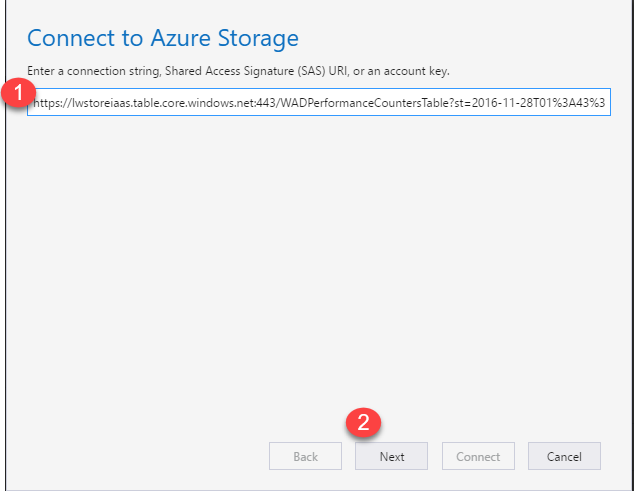 Connect to Azure Storage
Enter a connection string, Shared Access Signature (SAS) URI, or an account key.
1
https://lwstoreiaas.table.core.windows.net:443/WADPerformanceCountersTable?st=2016-11-28T01%3A43%3
2
Back Next Connect Cancel